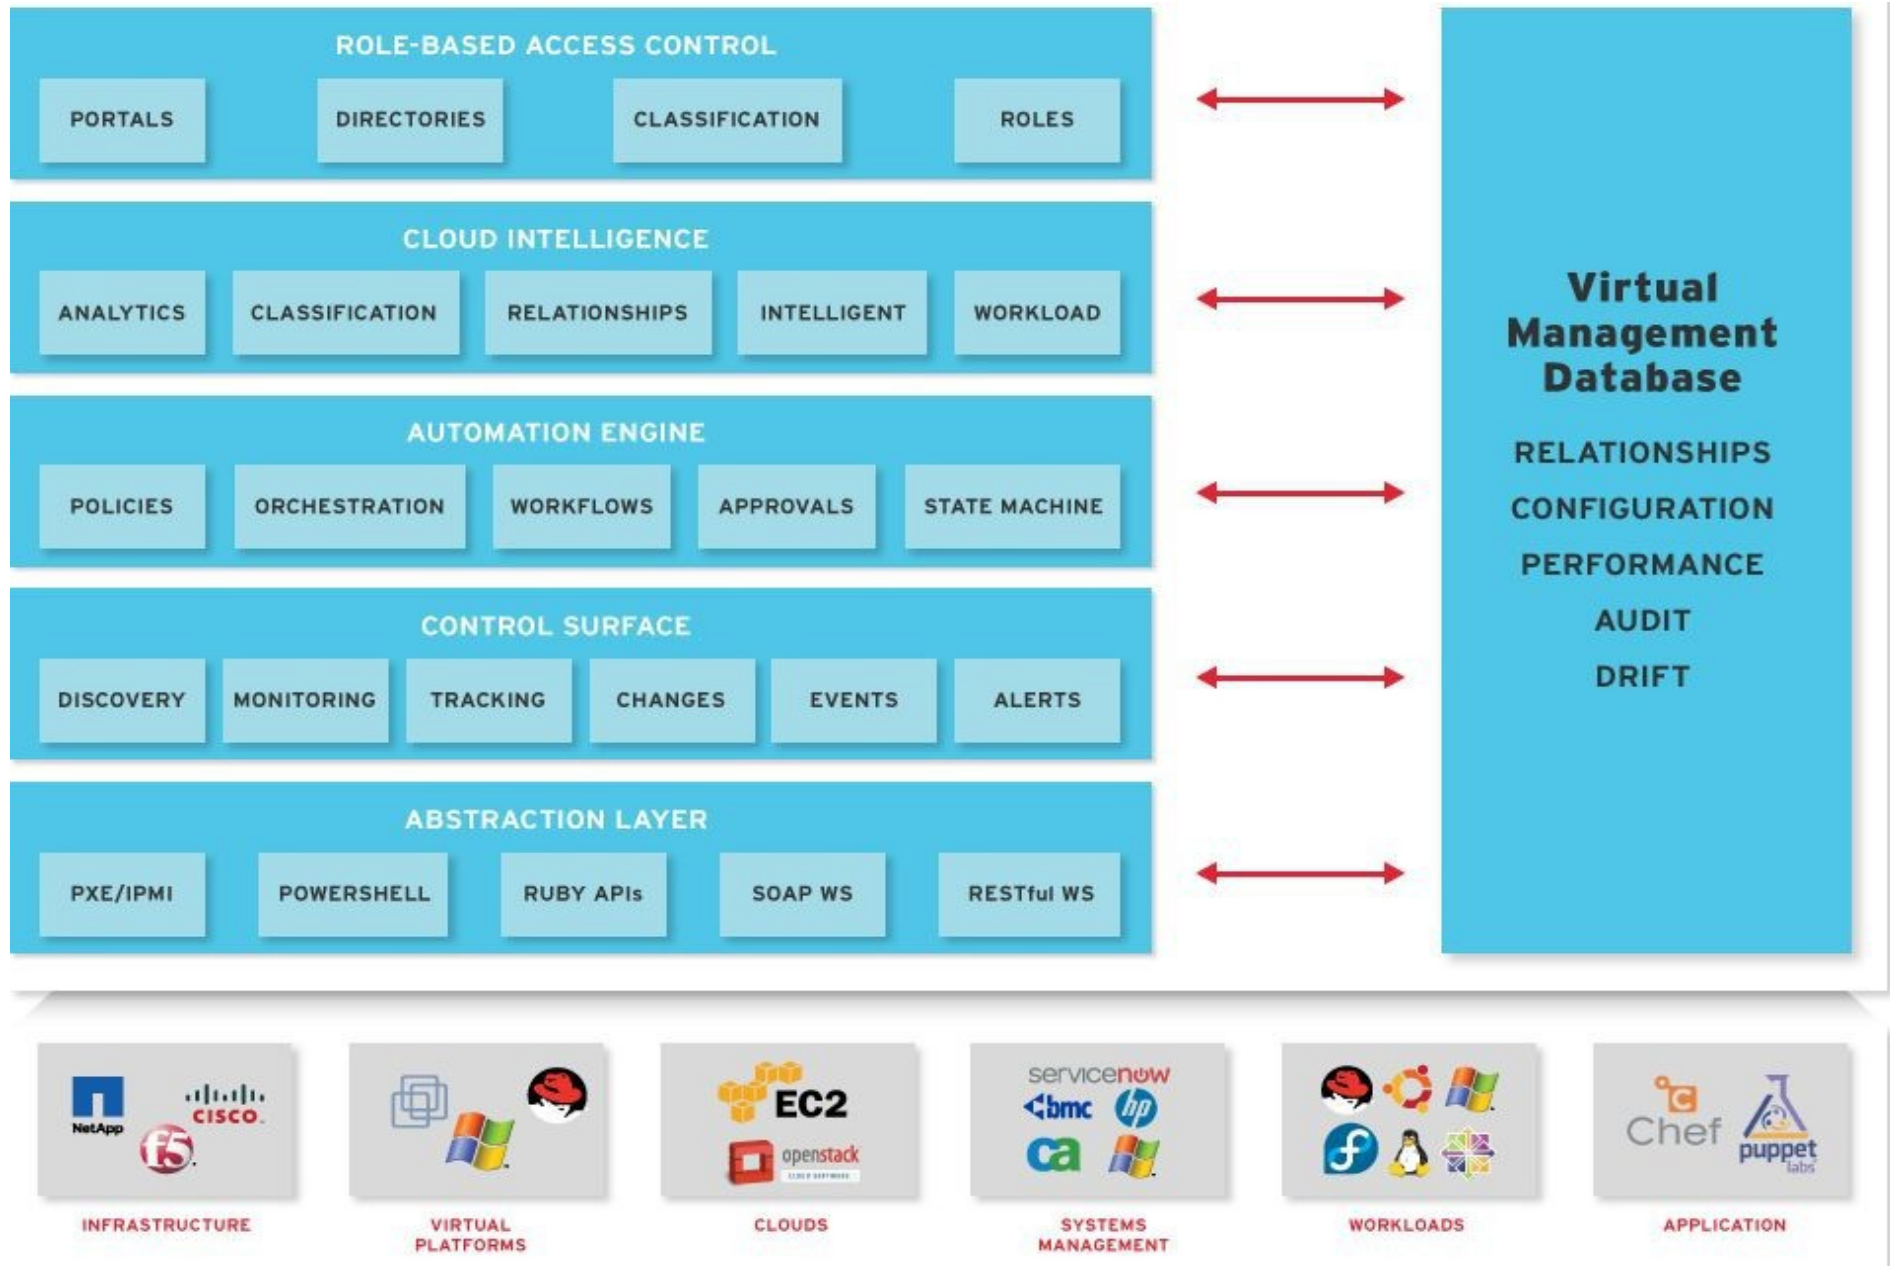 ROLE-BASED ACCESS CONTROL
PORTALS
DIRECTORIES
CLASSIFICATION
ROLES
CLOUD INTELLIGENCE
ANALYTICS
CLASSIFICATION
RELATIONSHIPS
INTELLIGENT
WORKLOAD
AUTOMATION ENGINE
POLICIES
ORCHESTRATION
WORKFLOWS
APPROVALS
STATE MACHINE
CONTROL SURFACE
DISCOVERY
MONITORING
TRACKING
CHANGES
EVENTS
ALERTS
ABSTRACTION LAYER
PXE/IPMI
POWERSHELL
RUBY APIs
SOAP WS
RESTful WS
Virtual
Management
Database
RELATIONSHIPS
CONFIGURATION
PERFORMANCE
AUDIT
DRIFT
NetApp
CISCO.
f5
INFRASTRUCTURE
VIRTUAL
PLATFORMS
EC2
openstack
CLOUD SOFTWARE
CLOUDS
servicenow
bmc
hp
ca
SYSTEMS
MANAGEMENT
WORKLOADS
C
Chef
puppet
labs
APPLICATION